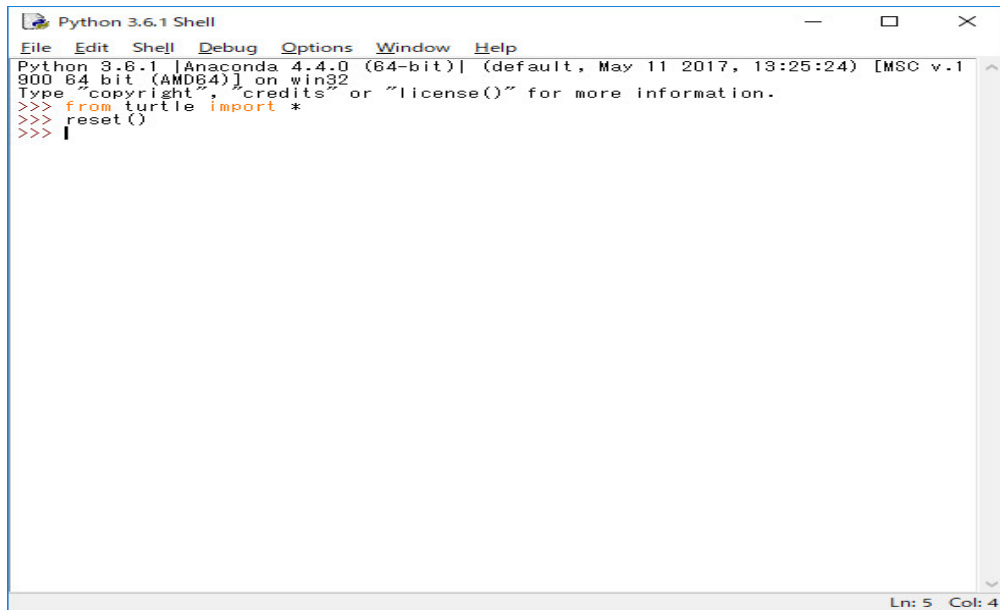 Python 3.6.1 Shell
File Edit Shell Debug Options Window Help
Python 3.6.1 |Anaconda 4.4.0 (64-bit)| (default, May 11 2017, 13:25:24) [MSC v.1
900 64 bit (AMD64)] on win32
Type "copyright", "credits" or "license()" for more information.
>>> from turtle import *
>>> reset()
>>>
Ln: 5 Col: 4